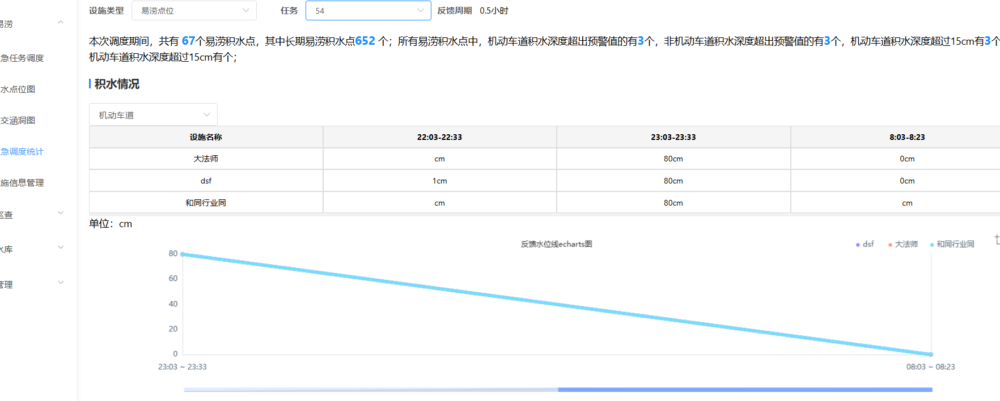 设施类型 易涝点位 任务 54 反馈周期 0.5小时
易涝
急任务调度
水点位图
交涵洞图
急调度统计
施信息管理
巡查
水库
管理
本次调度期间，共有 67个易涝积水点，其中长期易涝积水点652 个；所有易涝积水点中，机动车道积水深度超出预警值的有3个，非机动车道积水深度超出预警值的有3个，机动车道积水深度超过15cm有3个
机动车道积水深度超过15cm有个；
积水情况
机动车道
设施名称 22:03-22:33 23:03-23:33 8:03-8:23
大法师 cm 80cm 0cm
dsf 1cm 80cm 0cm
和同行业同 cm 80cm cm
单位：cm
反馈水位线echarts图
dsf 大法师 和同行业同
80
60
40
20
0
23:03 ~ 23:33 08:03 ~ 08:23